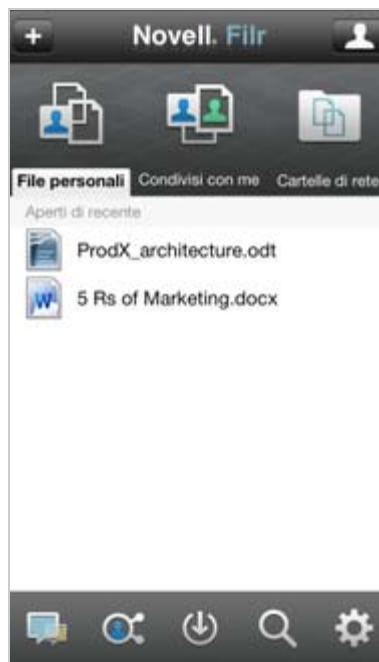 Novell. Filr
File personali Condivisi con me Cartelle di rete
Aperti di recente
ProdX_architecture.odt
5 Rs of Marketing.docx